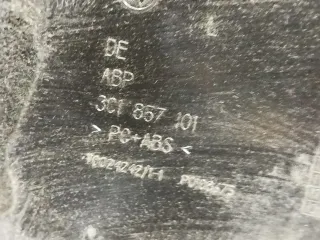 DE
ABP
3C1 857 101
> PC+ABS <